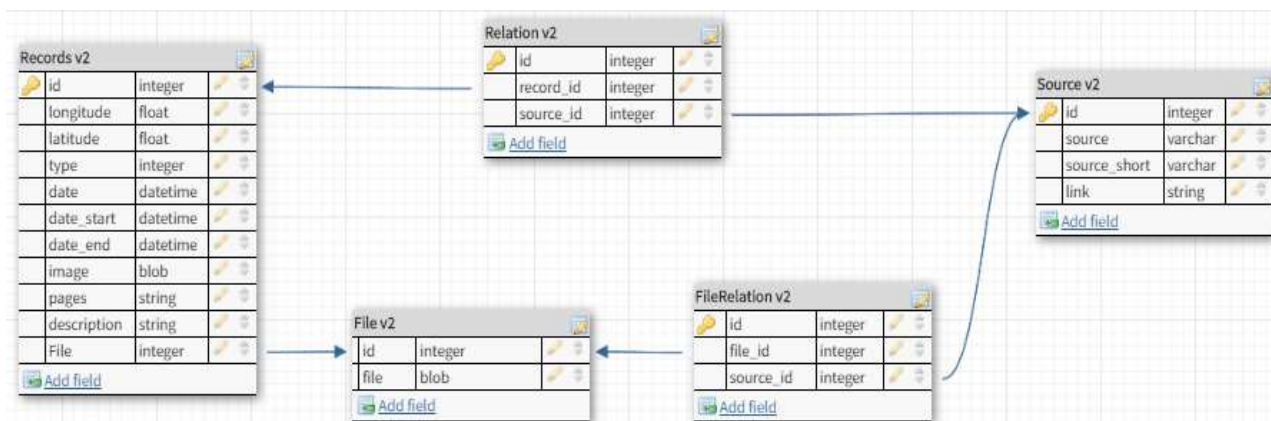 Records v2
id integer
longitude float
latitude float
type integer
date datetime
date_start datetime
date_end datetime
image blob
pages string
description string
File integer
Add field
Relation v2
id integer
record_id integer
source_id integer
Add field
Source v2
id integer
source varchar
source_short varchar
link string
Add field
File v2
id integer
file blob
Add field
FileRelation v2
id integer
file_id integer
source_id integer
Add field